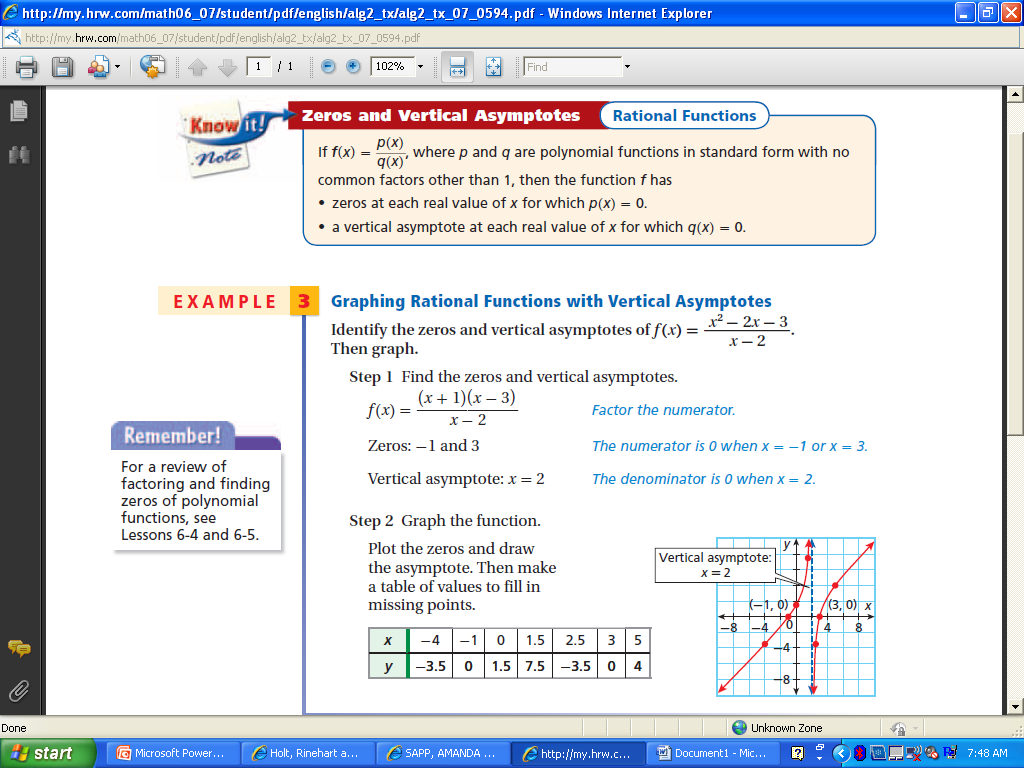 http://my.hrw.com/math06_07/student/pdf/english/alg2_tx/alg2_tx_07_0594.pdf - Windows Internet Explorer
http://my.hrw.com/math06_07/student/pdf/english/alg2_tx/alg2_tx_07_0594.pdf
1 / 1 102% Find
Know it! Note
Zeros and Vertical Asymptotes Rational Functions
If f(x) = p(x)/q(x), where p and q are polynomial functions in standard form with no
common factors other than 1, then the function f has
• zeros at each real value of x for which p(x) = 0.
• a vertical asymptote at each real value of x for which q(x) = 0.
EXAMPLE 3 Graphing Rational Functions with Vertical Asymptotes
Identify the zeros and vertical asymptotes of f(x) = (x² − 2x − 3)/(x − 2).
Then graph.
Step 1 Find the zeros and vertical asymptotes.
f(x) = (x + 1)(x − 3)/(x − 2) Factor the numerator.
Zeros: −1 and 3 The numerator is 0 when x = −1 or x = 3.
Vertical asymptote: x = 2 The denominator is 0 when x = 2.
Remember!
For a review of
factoring and finding
zeros of polynomial
functions, see
Lessons 6-4 and 6-5.
Step 2 Graph the function.
Plot the zeros and draw
the asymptote. Then make
a table of values to fill in
missing points.
x −4 −1 0 1.5 2.5 3 5
y −3.5 0 1.5 7.5 −3.5 0 4
y
Vertical asymptote:
x = 2
(−1, 0) (3, 0) x
−8 −4 0 4 8
−4
−8
Done Unknown Zone
start Microsoft Power... Holt, Rinehart a... SAPP, AMANDA ... http://my.hrw.c... Document1 - Mic... 7:48 AM